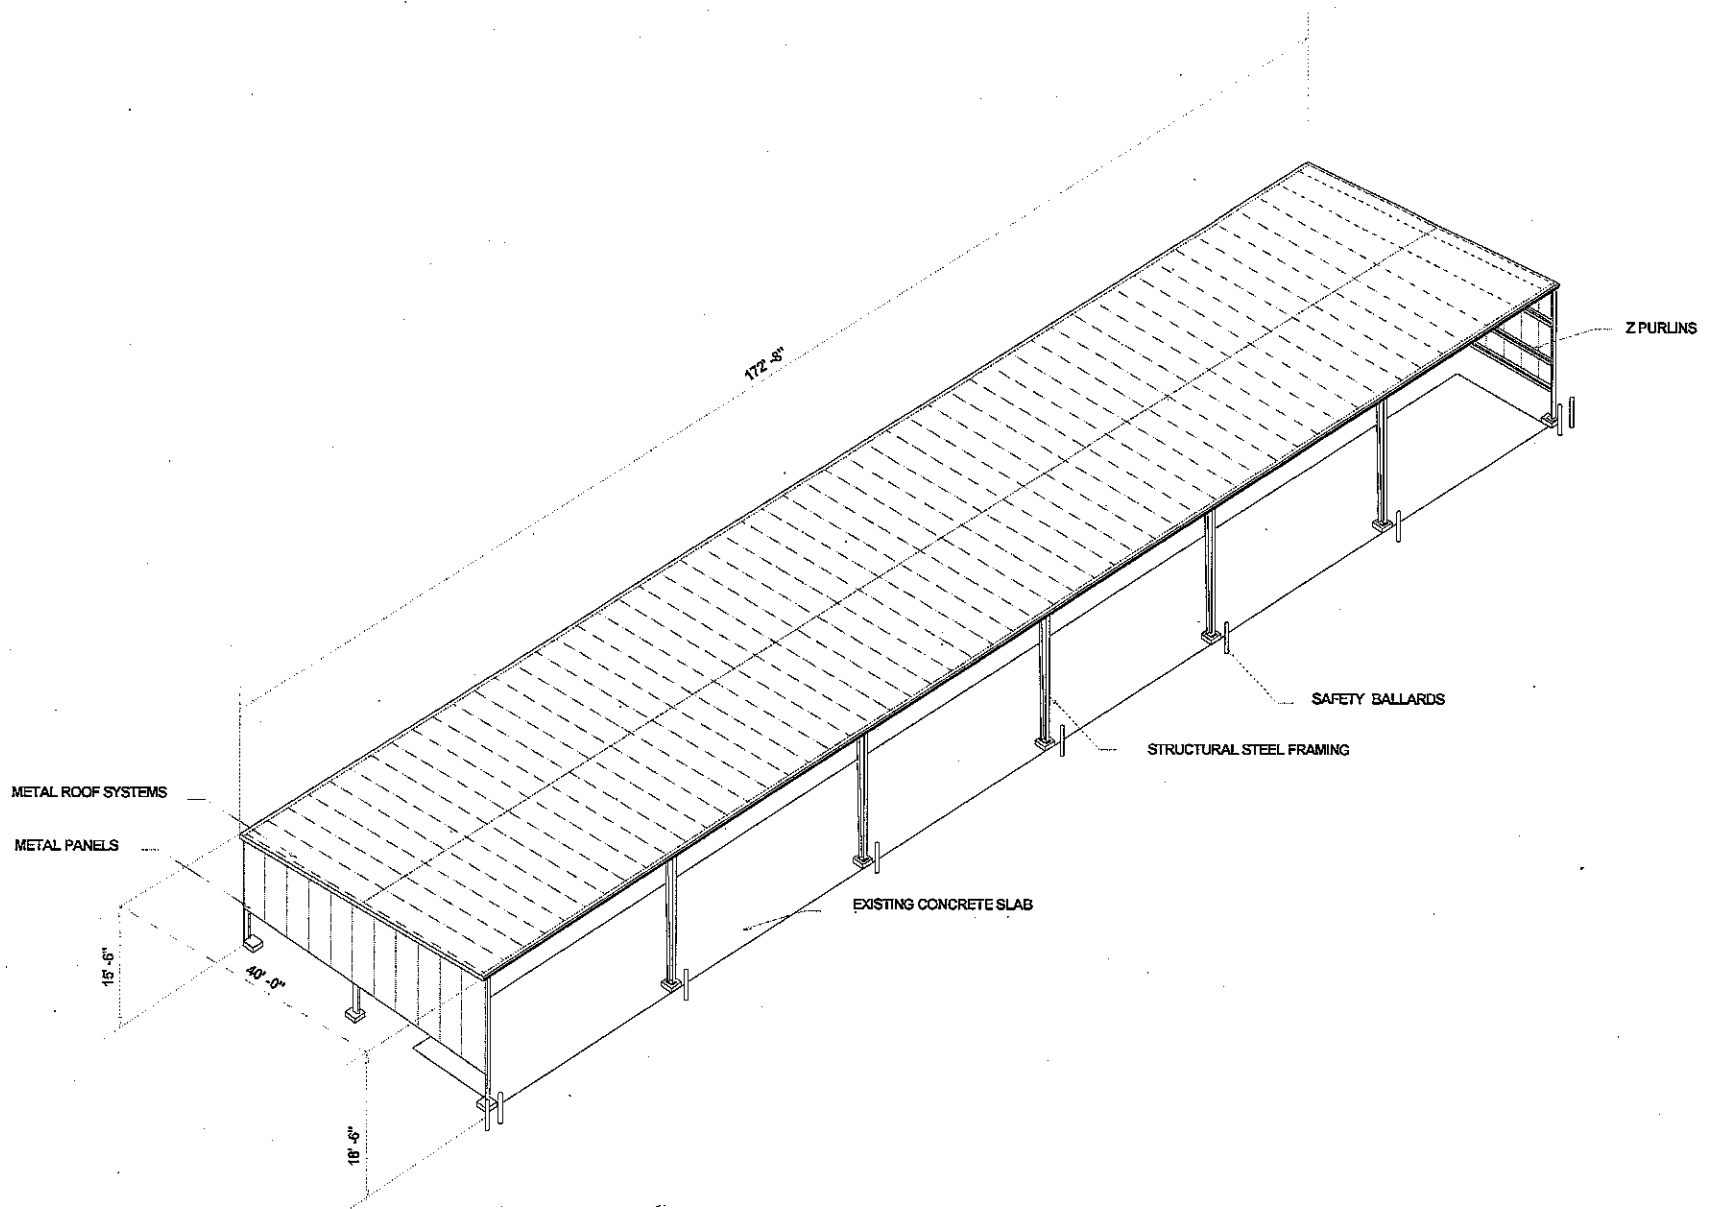 172'-8"
Z PURLINS
SAFETY BALLARDS
STRUCTURAL STEEL FRAMING
METAL ROOF SYSTEMS
METAL PANELS
EXISTING CONCRETE SLAB
15'-6"
40'-0"
18'-6"